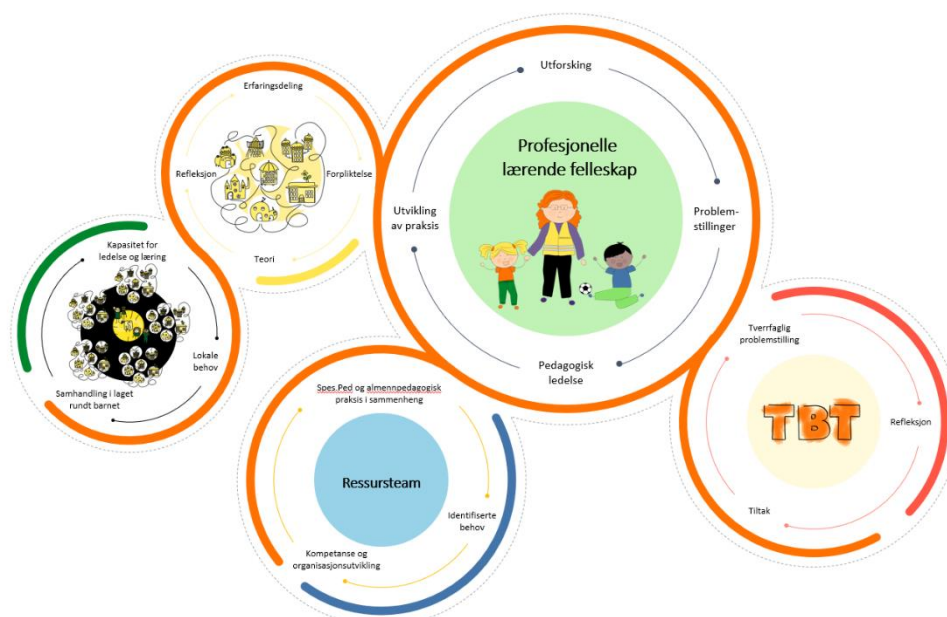 Utforsking
Profesjonelle
lærende felleskap
Utvikling
av praksis
Problem-
stillinger
Pedagogisk
ledelse
Erfaringsdeling
Refleksjon
Forpliktelse
Teori
Kapasitet for
ledelse og læring
Lokale
behov
Samhandling i laget
rundt barnet
Spes.Ped og almennpedagogisk
praksis i sammenheng
Ressursteam
Identifiserte
behov
Kompetanse og
organisasjonsutvikling
Tverrfaglig
problemstilling
TBT
Refleksjon
Tiltak